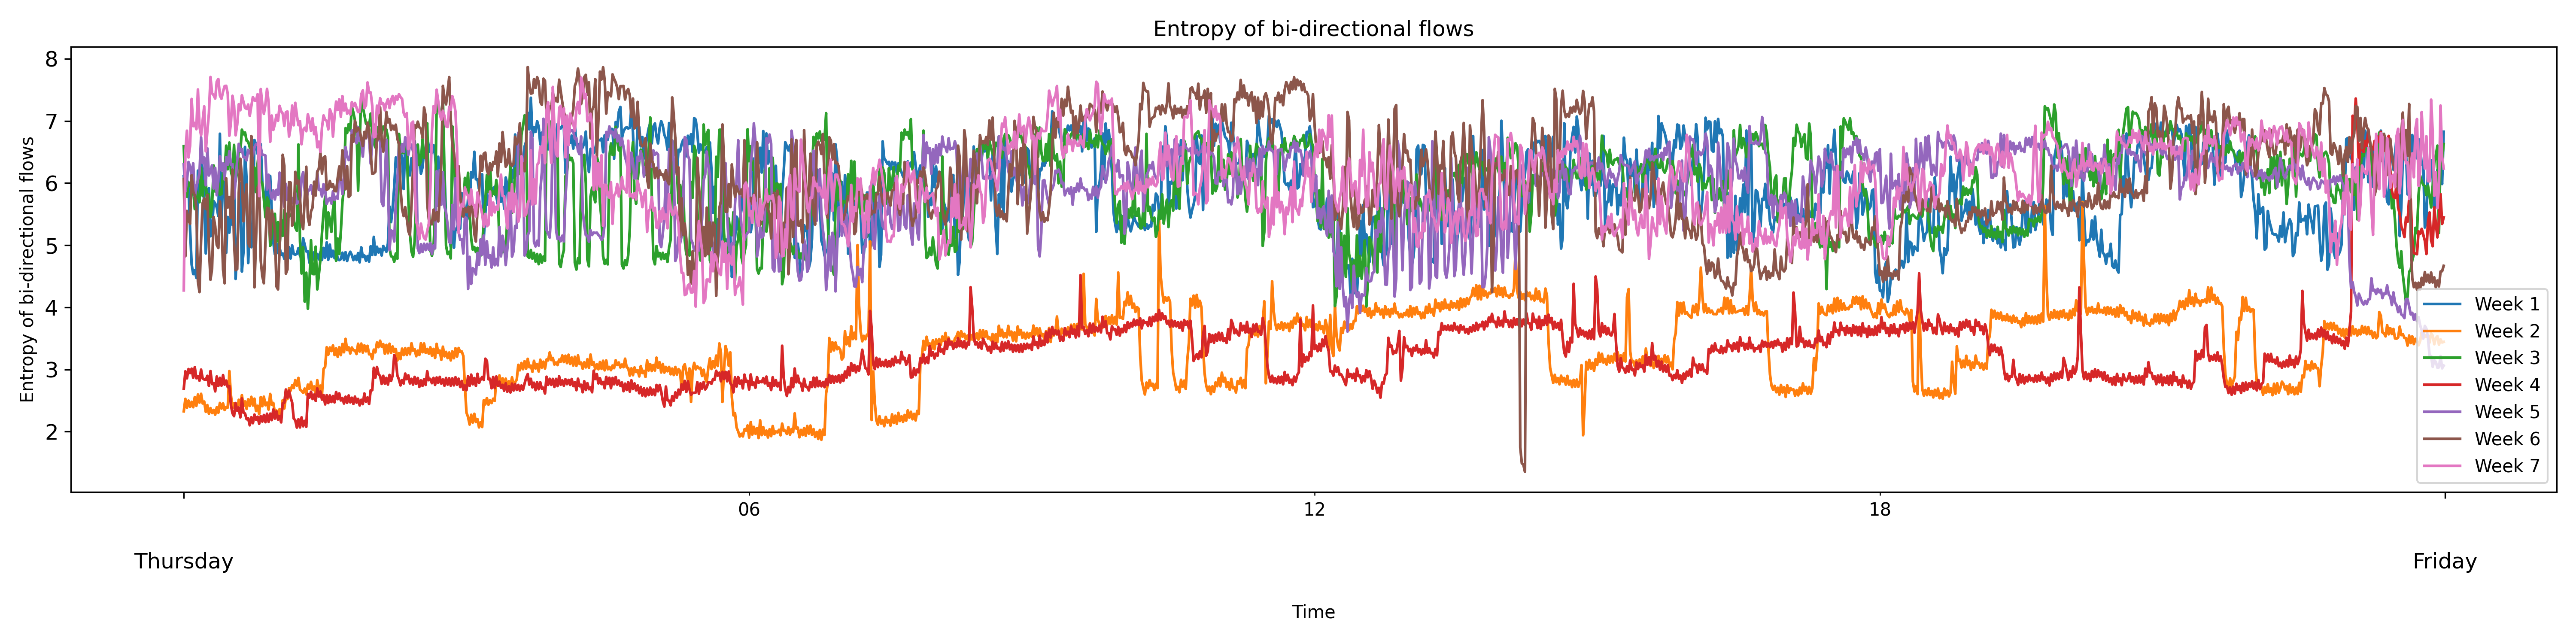 Entropy of bi-directional flows
Entropy of bi-directional flows
8
7
6
5
4
3
2
Week 1
Week 2
Week 3
Week 4
Week 5
Week 6
Week 7
06
12
18
Thursday
Friday
Time